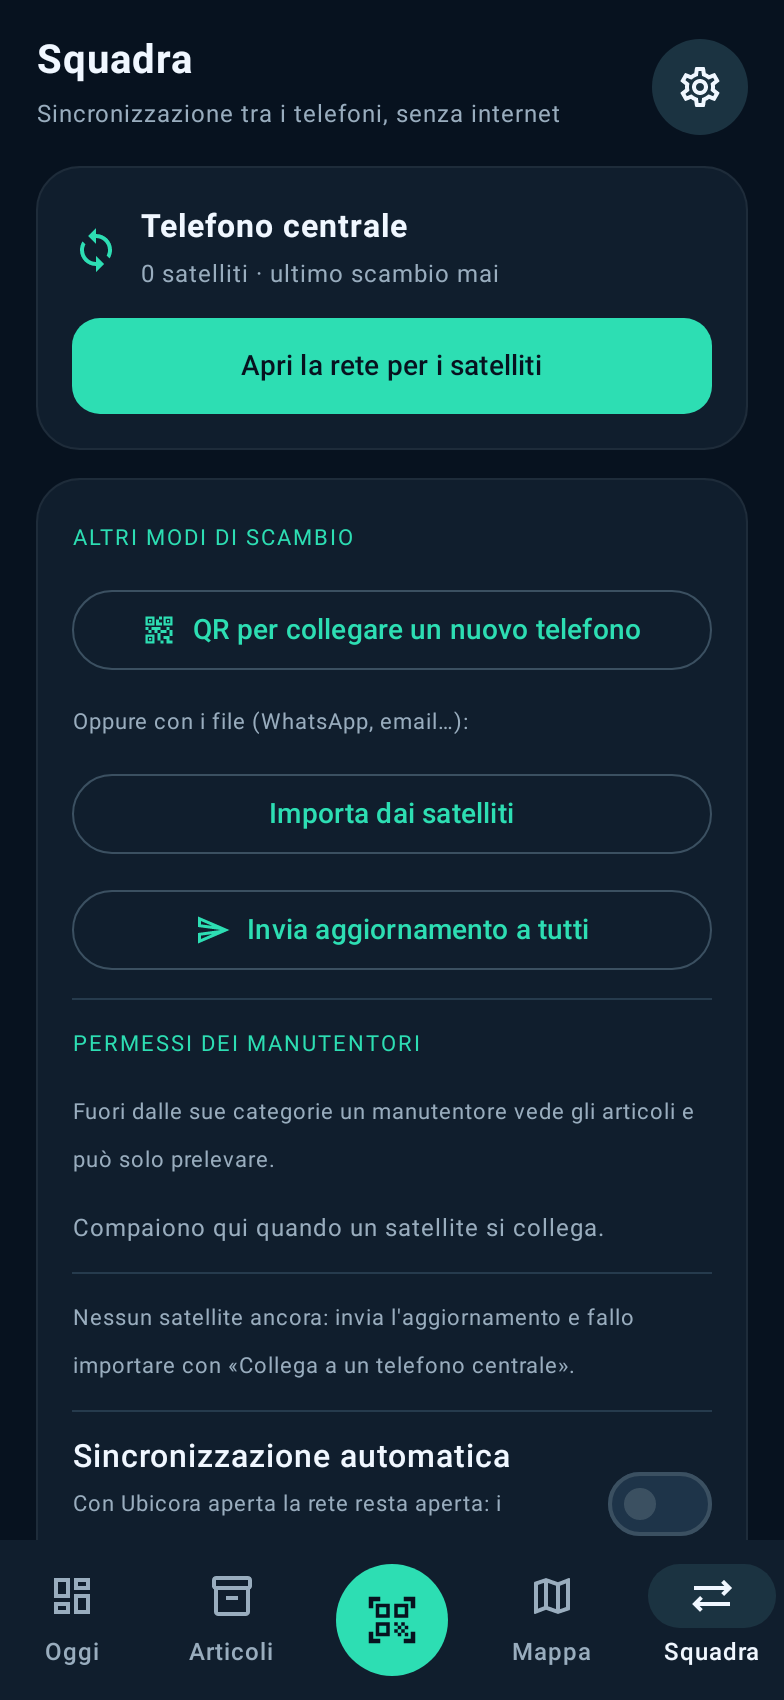 Squadra
Sincronizzazione tra i telefoni, senza internet
Telefono centrale
0 satelliti · ultimo scambio mai
Apri la rete per i satelliti
ALTRI MODI DI SCAMBIO
QR per collegare un nuovo telefono
Oppure con i file (WhatsApp, email…):
Importa dai satelliti
Invia aggiornamento a tutti
PERMESSI DEI MANUTENTORI
Fuori dalle sue categorie un manutentore vede gli articoli e
può solo prelevare.
Compaiono qui quando un satellite si collega.
Nessun satellite ancora: invia l'aggiornamento e fallo
importare con «Collega a un telefono centrale».
Sincronizzazione automatica
Con Ubicora aperta la rete resta aperta: i
Oggi
Articoli
Mappa
Squadra